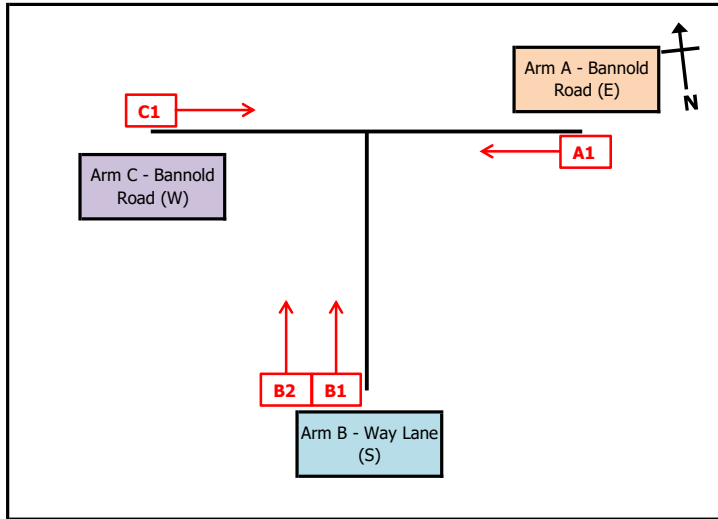 Arm A - Bannold
Road (E)
N
C1
A1
Arm C - Bannold
Road (W)
B2
B1
Arm B - Way Lane
(S)